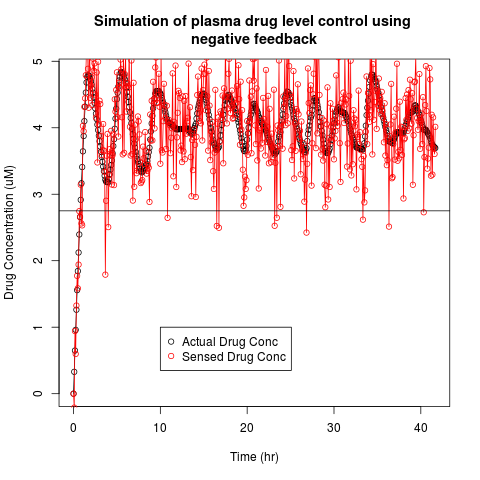 Simulation of plasma drug level control using
negative feedback
Drug Concentration (uM)
5
4
3
2
1
0
Actual Drug Conc
Sensed Drug Conc
0 10 20 30 40
Time (hr)